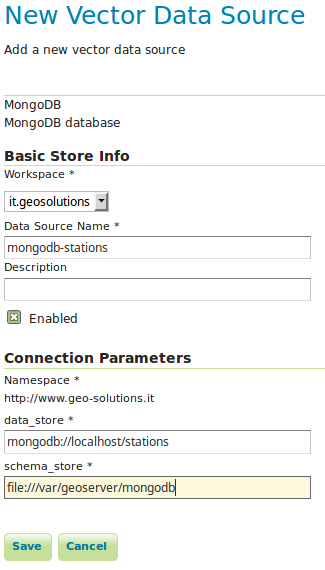 New Vector Data Source
Add a new vector data source
MongoDB
MongoDB database
Basic Store Info
Workspace *
it.geosolutions
Data Source Name *
mongodb-stations
Description
Enabled
Connection Parameters
Namespace *
http://www.geo-solutions.it
data_store *
mongodb://localhost/stations
schema_store *
file:///var/geoserver/mongodb
Save Cancel